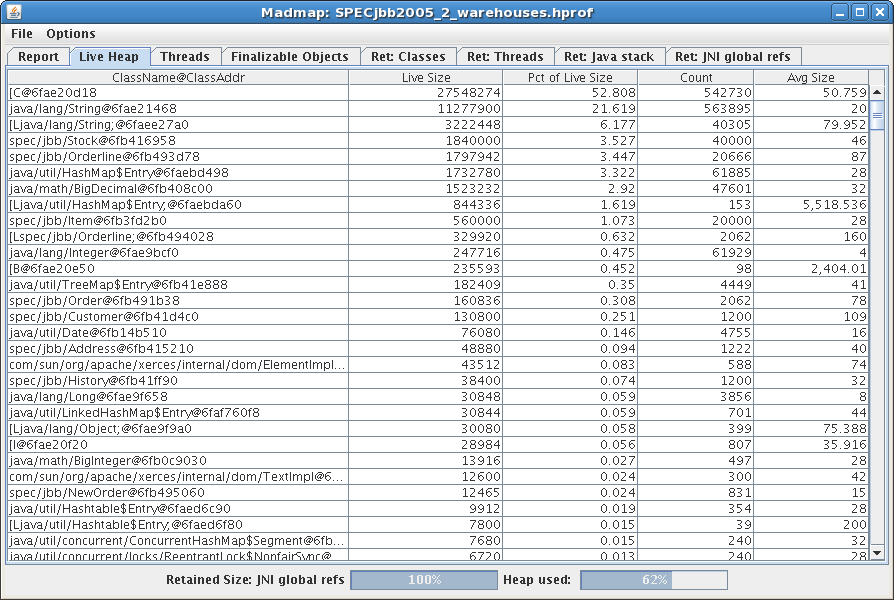 Madmap: SPECjbb2005_2_warehouses.hprof
File Options
Report Live Heap Threads Finalizable Objects Ret: Classes Ret: Threads Ret: Java stack Ret: JNI global refs
ClassName@ClassAddr Live Size Pct of Live Size Count Avg Size
[C@6fae20d18 27548274 52.808 542730 50.759
java/lang/String@6fae21468 11277900 21.619 563895 20
[Ljava/lang/String;@6faee27a0 3222448 6.177 40305 79.952
spec/jbb/Stock@6fb416958 1840000 3.527 40000 46
spec/jbb/Orderline@6fb493d78 1797942 3.447 20666 87
java/util/HashMap$Entry@6faebd498 1732780 3.322 61885 28
java/math/BigDecimal@6fb408c00 1523232 2.92 47601 32
[Ljava/util/HashMap$Entry;@6faebda60 844336 1.619 153 5,518.536
spec/jbb/Item@6fb3fd2b0 560000 1.073 20000 28
[Lspec/jbb/Orderline;@6fb494028 329920 0.632 2062 160
java/lang/Integer@6fae9bcf0 247716 0.475 61929 4
[B@6fae20e50 235593 0.452 98 2,404.01
java/util/TreeMap$Entry@6fb41e888 182409 0.35 4449 41
spec/jbb/Order@6fb491b38 160836 0.308 2062 78
spec/jbb/Customer@6fb41d4c0 130800 0.251 1200 109
java/util/Date@6fb14b510 76080 0.146 4755 16
spec/jbb/Address@6fb415210 48880 0.094 1222 40
com/sun/org/apache/xerces/internal/dom/ElementImpl... 43512 0.083 588 74
spec/jbb/History@6fb41ff90 38400 0.074 1200 32
java/lang/Long@6fae9f658 30848 0.059 3856 8
java/util/LinkedHashMap$Entry@6faf760f8 30844 0.059 701 44
[Ljava/lang/Object;@6fae9f9a0 30080 0.058 399 75.388
[I@6fae20f20 28984 0.056 807 35.916
java/math/BigInteger@6fb0c9030 13916 0.027 497 28
com/sun/org/apache/xerces/internal/dom/TextImpl@6... 12600 0.024 300 42
spec/jbb/NewOrder@6fb495060 12465 0.024 831 15
java/util/Hashtable$Entry@6faed6c90 9912 0.019 354 28
[Ljava/util/Hashtable$Entry;@6faed6f80 7800 0.015 39 200
java/util/concurrent/ConcurrentHashMap$Segment@6fb... 7680 0.015 240 32
java/util/concurrent/locks/ReentrantLock$NonfairSync@ 6720 0.013 240 28
Retained Size: JNI global refs 100% Heap used: 62%